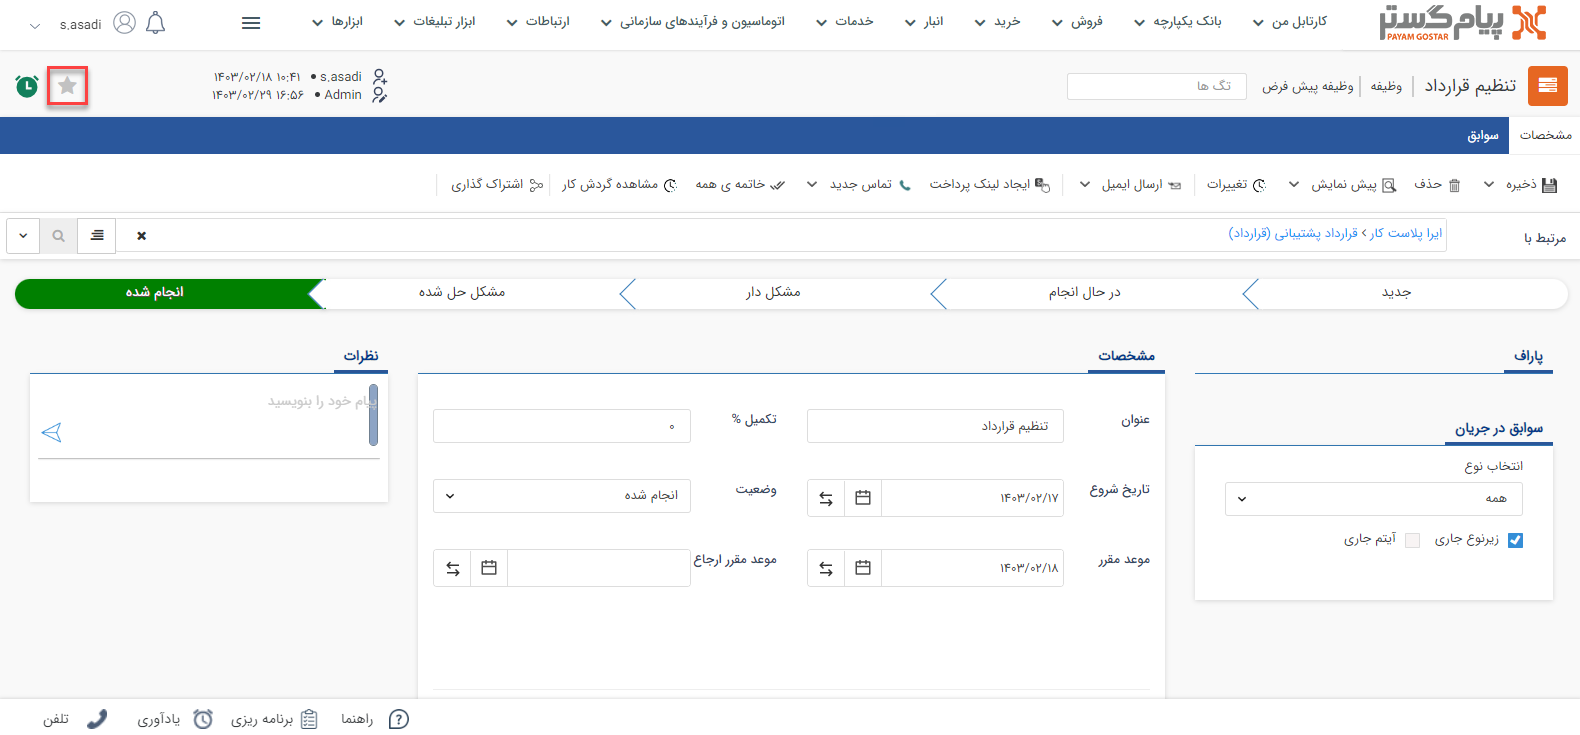 پیام گستر
PAYAM GOSTAR
کارتابل من
بانک یکپارچه
فروش
خرید
انبار
خدمات
اتوماسیون و فرآیندهای سازمانی
ارتباطات
ابزار تبلیغات
ابزارها
s.asadi
تنظیم قرارداد
وظیفه
وظیفه پیش فرض
تگ ها
s.asadi ● ۱۴۰۳/۰۲/۱۸ ۱۰:۴۱
Admin ● ۱۴۰۳/۰۲/۲۹ ۱۶:۵۶
مشخصات
سوابق
ذخیره
حذف
پیش نمایش
تغییرات
ارسال ایمیل
ایجاد لینک پرداخت
تماس جدید
خاتمه ی همه
مشاهده گردش کار
اشتراک گذاری
مرتبط با
ایرا پلاست کار › قرارداد پشتیبانی (قرارداد)
جدید
در حال انجام
مشکل دار
مشکل حل شده
انجام شده
پاراف
سوابق در جریان
انتخاب نوع
همه
زیرنوع جاری
آیتم جاری
مشخصات
عنوان
تنظیم قرارداد
تکمیل %
۰
تاریخ شروع
۱۴۰۳/۰۲/۱۷
وضعیت
انجام شده
موعد مقرر
۱۴۰۳/۰۲/۱۸
موعد مقرر ارجاع
نظرات
پیام خود را بنویسید
راهنما
برنامه ریزی
یادآوری
تلفن